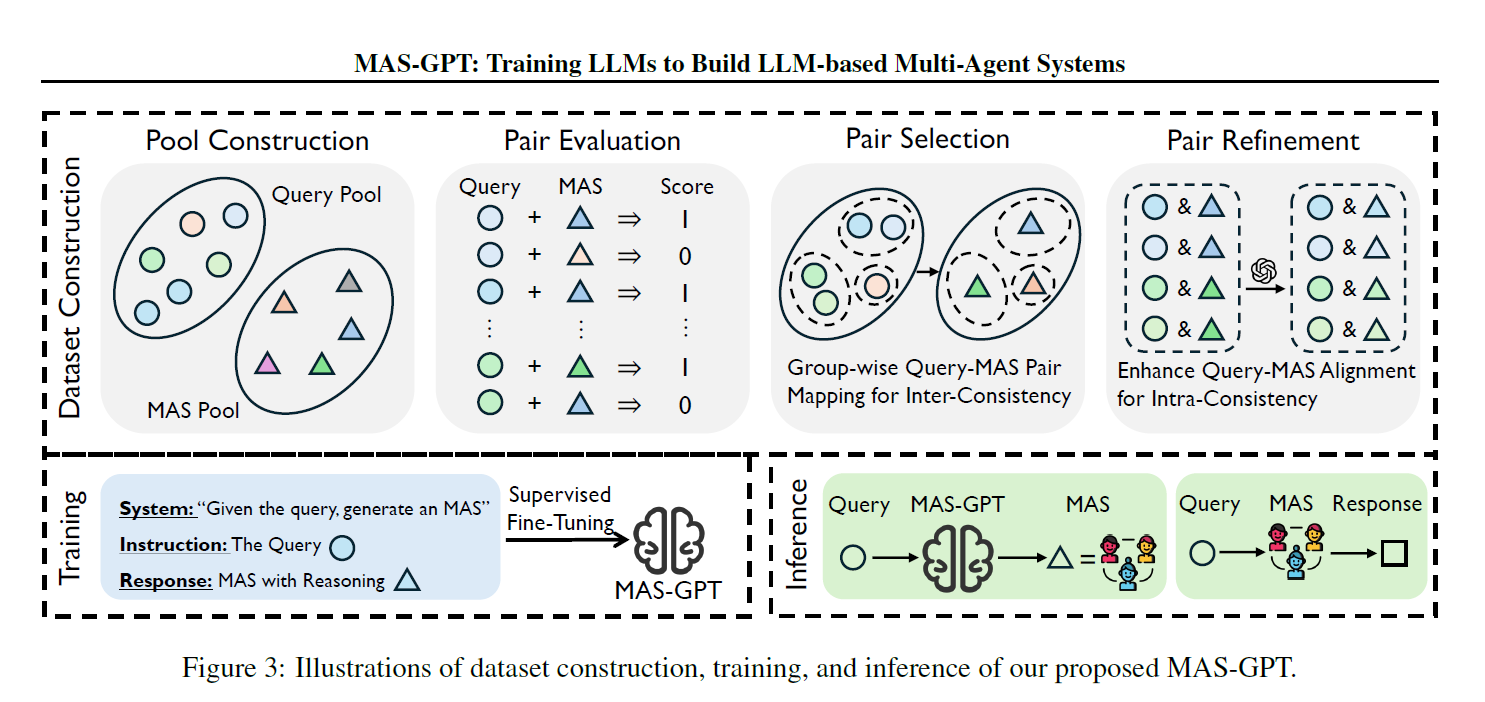 MAS-GPT: Training LLMs to Build LLM-based Multi-Agent Systems
Dataset Construction
Pool Construction
Query Pool
MAS Pool
Pair Evaluation
Query MAS Score
+ ⇒ 1
+ ⇒ 0
+ ⇒ 1
⋮ ⋮ ⋮
+ ⇒ 1
+ ⇒ 0
Pair Selection
Group-wise Query-MAS Pair
Mapping for Inter-Consistency
Pair Refinement
& &
& &
& &
& &
Enhance Query-MAS Alignment
for Intra-Consistency
Training
System: “Given the query, generate an MAS”
Instruction: The Query
Response: MAS with Reasoning
Supervised
Fine-Tuning
MAS-GPT
Inference
Query MAS-GPT MAS
=
Query MAS Response
Figure 3: Illustrations of dataset construction, training, and inference of our proposed MAS-GPT.